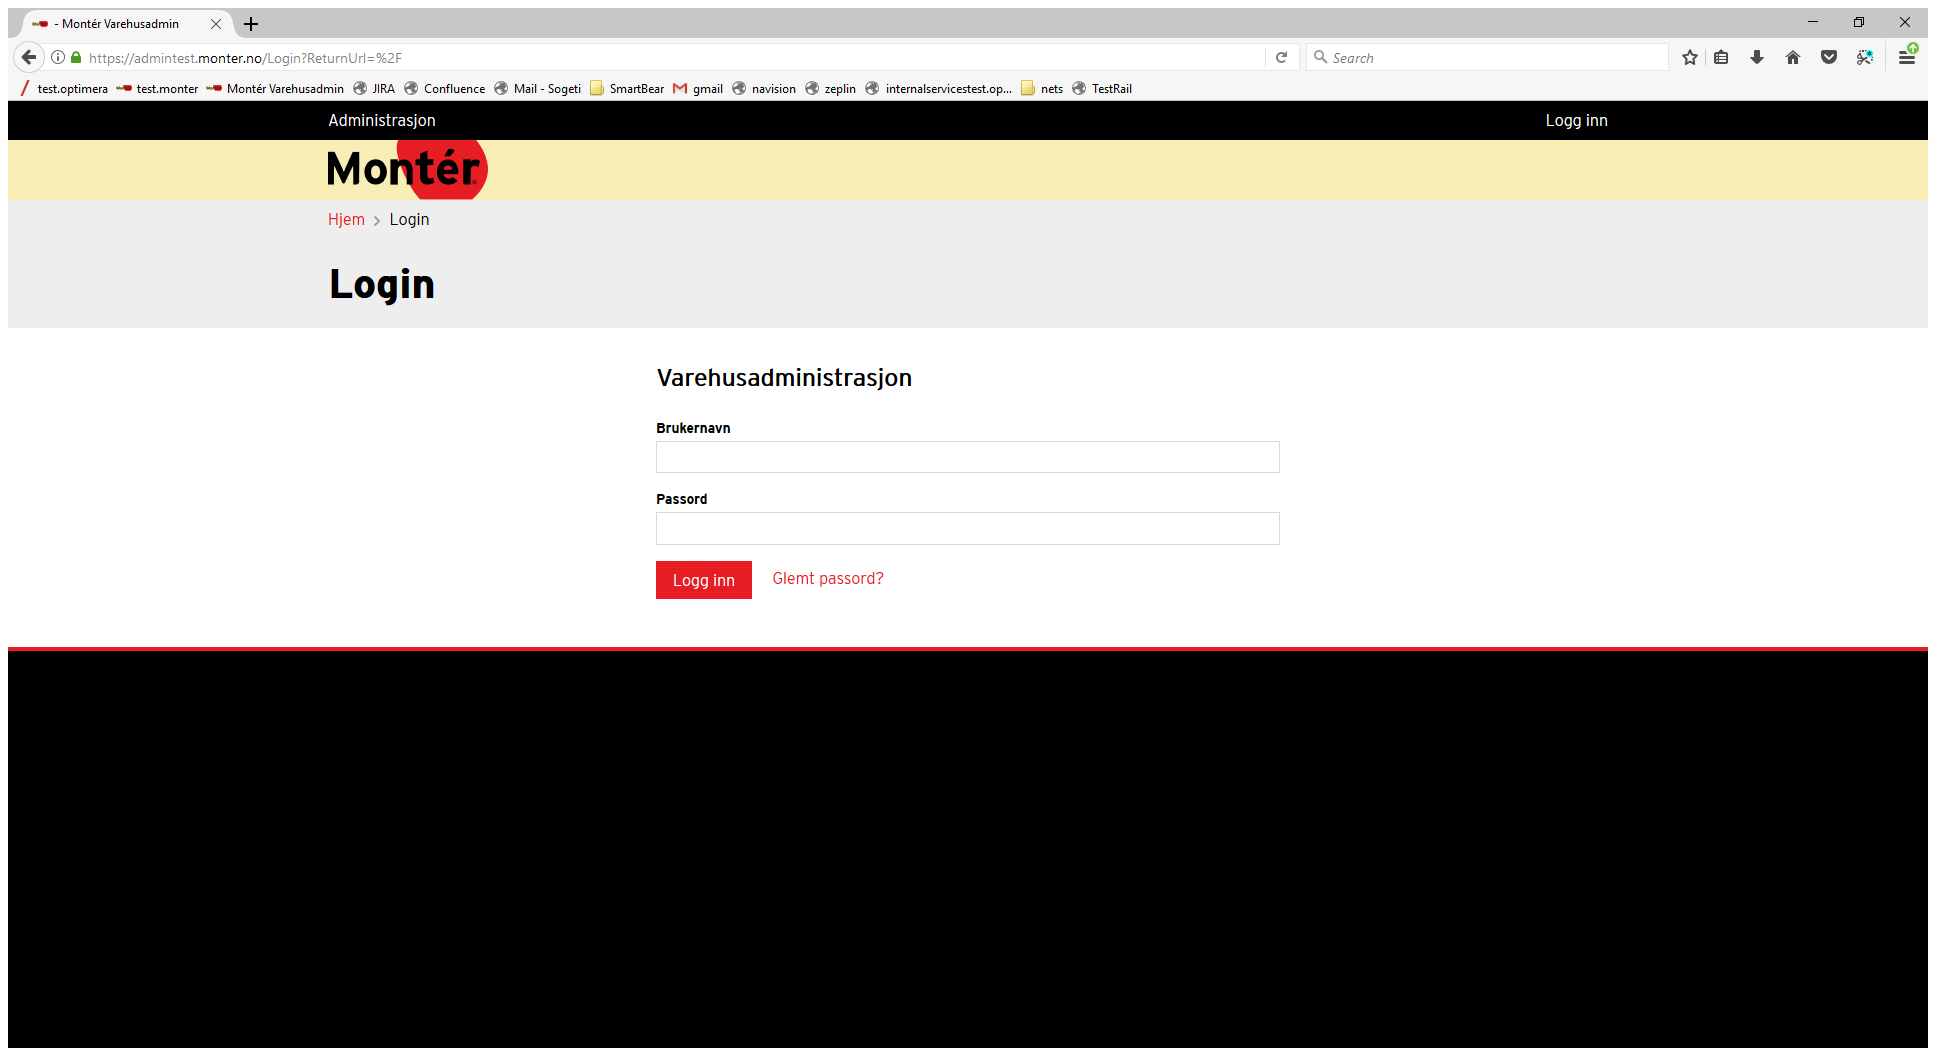 - Montér Varehusadmin
https://admintest.monter.no/Login?ReturnUrl=%2F
Search
test.optimera test.monter Montér Varehusadmin JIRA Confluence Mail - Sogeti SmartBear gmail navision zeplin internalservicestest.op... nets TestRail
Administrasjon Logg inn
Montér
Hjem > Login
Login
Varehusadministrasjon
Brukernavn
Passord
Logg inn Glemt passord?